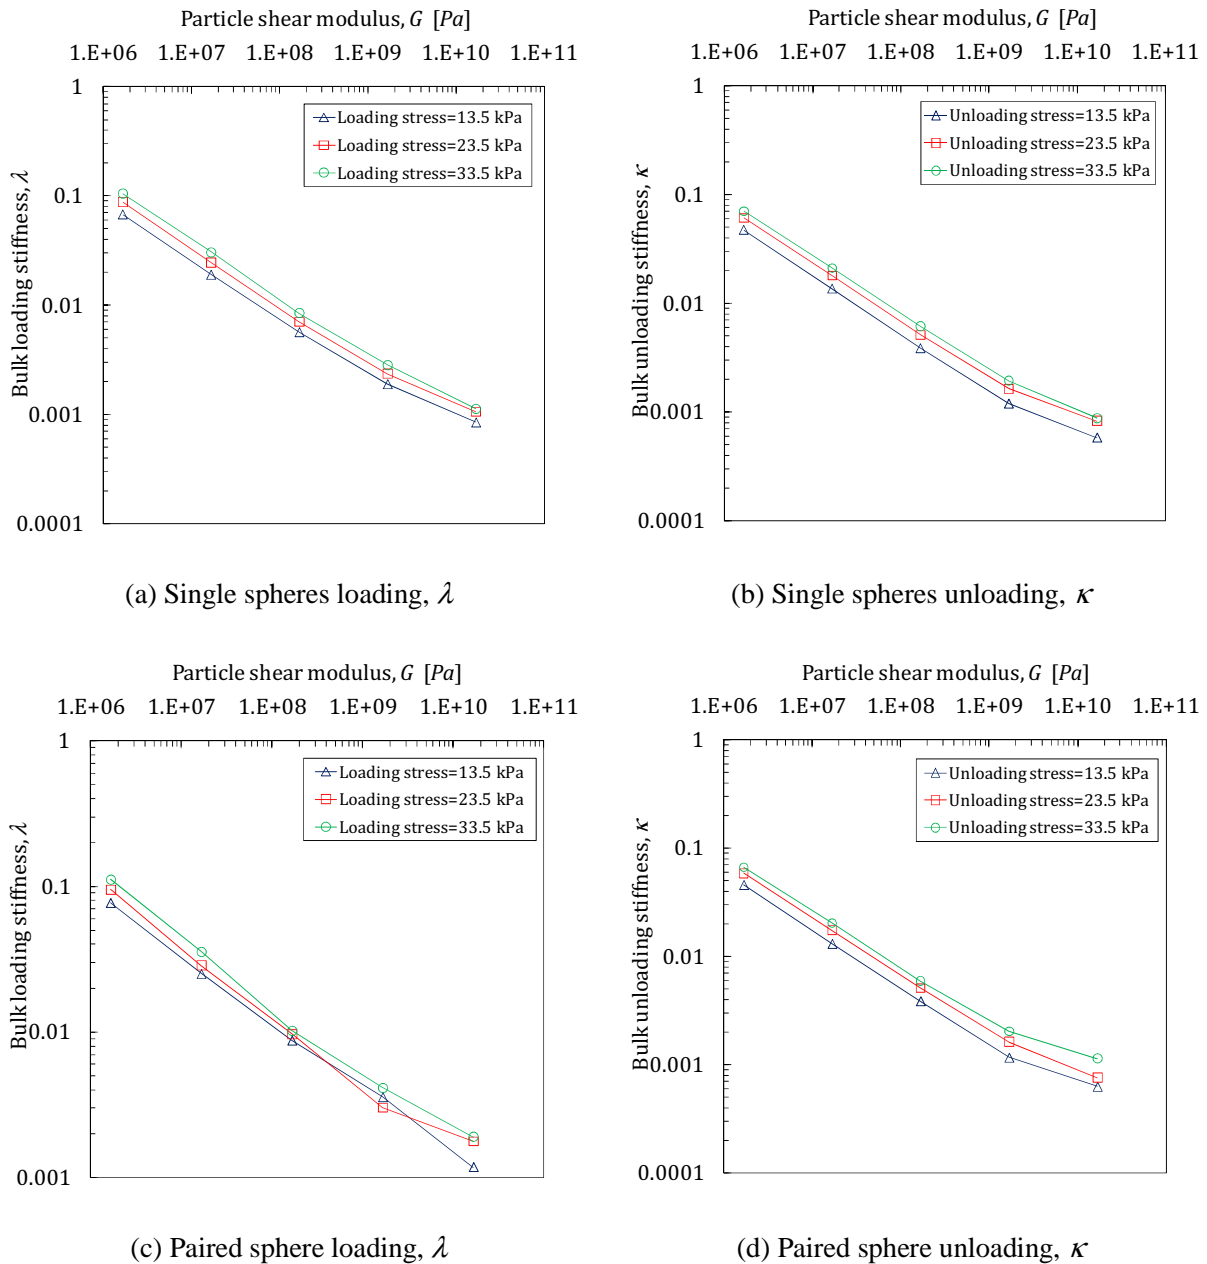 Particle shear modulus, G [Pa]
1.E+06 1.E+07 1.E+08 1.E+09 1.E+10 1.E+11
1
0.1
0.01
0.001
0.0001
Bulk loading stiffness, λ
Loading stress=13.5 kPa
Loading stress=23.5 kPa
Loading stress=33.5 kPa
(a) Single spheres loading, λ
Particle shear modulus, G [Pa]
1.E+06 1.E+07 1.E+08 1.E+09 1.E+10 1.E+11
1
0.1
0.01
0.001
0.0001
Bulk unloading stiffness, κ
Unloading stress=13.5 kPa
Unloading stress=23.5 kPa
Unloading stress=33.5 kPa
(b) Single spheres unloading, κ
Particle shear modulus, G [Pa]
1.E+06 1.E+07 1.E+08 1.E+09 1.E+10 1.E+11
1
0.1
0.01
0.001
Bulk loading stiffness, λ
Loading stress=13.5 kPa
Loading stress=23.5 kPa
Loading stress=33.5 kPa
(c) Paired sphere loading, λ
Particle shear modulus, G [Pa]
1.E+06 1.E+07 1.E+08 1.E+09 1.E+10 1.E+11
1
0.1
0.01
0.001
0.0001
Bulk unloading stiffness, κ
Unloading stress=13.5 kPa
Unloading stress=23.5 kPa
Unloading stress=33.5 kPa
(d) Paired sphere unloading, κ